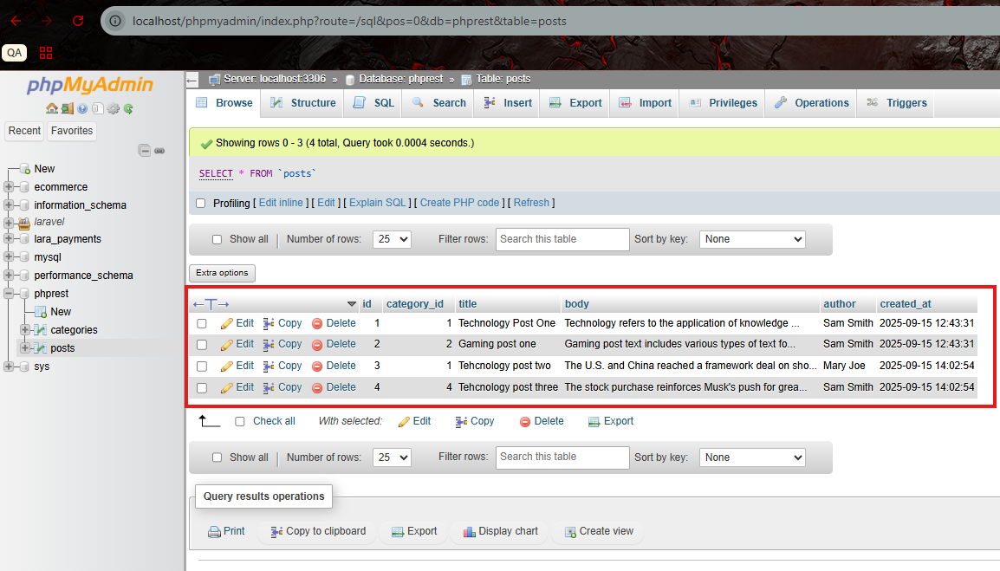 localhost/phpmyadmin/index.php?route=/sql&pos=0&db=phprest&table=posts
QA
phpMyAdmin
Recent Favorites
New
ecommerce
information_schema
laravel
lara_payments
mysql
performance_schema
phprest
New
categories
posts
sys
Server: localhost:3306 » Database: phprest » Table: posts
Browse Structure SQL Search Insert Export Import Privileges Operations Triggers
Showing rows 0 - 3 (4 total, Query took 0.0004 seconds.)
SELECT * FROM `posts`
Profiling [ Edit inline ] [ Edit ] [ Explain SQL ] [ Create PHP code ] [ Refresh ]
Show all Number of rows: 25 Filter rows: Search this table Sort by key: None
Extra options
id category_id title body author created_at
Edit Copy Delete 1 1 Technology Post One Technology refers to the application of knowledge ... Sam Smith 2025-09-15 12:43:31
Edit Copy Delete 2 2 Gaming post one Gaming post text includes various types of text fo... Sam Smith 2025-09-15 12:43:31
Edit Copy Delete 3 1 Tehcnology post two The U.S. and China reached a framework deal on sho... Mary Joe 2025-09-15 14:02:54
Edit Copy Delete 4 4 Tehcnology post three The stock purchase reinforces Musk's push for grea... Sam Smith 2025-09-15 14:02:54
Check all With selected: Edit Copy Delete Export
Show all Number of rows: 25 Filter rows: Search this table Sort by key: None
Query results operations
Print Copy to clipboard Export Display chart Create view